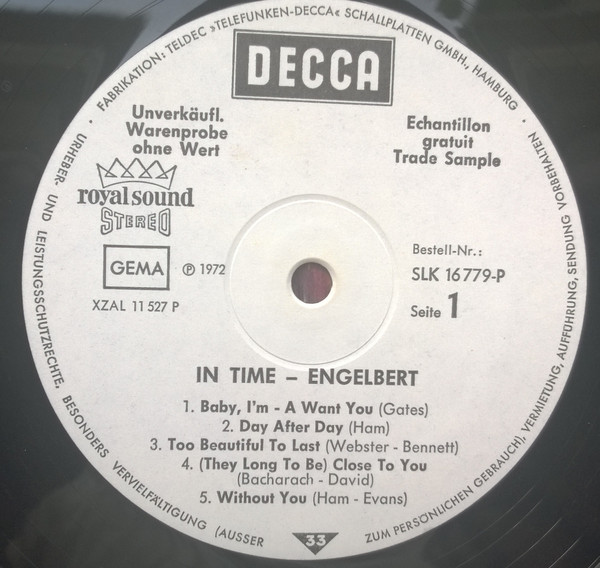 · FABRIKATION: TELDEC »TELEFUNKEN-DECCA« SCHALLPLATTEN GMBH., HAMBURG ·
DECCA
Unverkäufl.
Warenprobe
ohne Wert
Echantillon
gratuit
Trade Sample
royal sound
STEREO
GEMA
Ⓟ 1972
XZAL 11 527 P
Bestell-Nr.:
SLK 16 779-P
Seite 1
IN TIME – ENGELBERT
1. Baby, I'm - A Want You (Gates)
2. Day After Day (Ham)
3. Too Beautiful To Last (Webster - Bennett)
4. (They Long To Be) Close To You
(Bacharach - David)
5. Without You (Ham - Evans)
33
URHEBER- UND LEISTUNGSSCHUTZRECHTE, BESONDERS VERVIELFÄLTIGUNG (AUSSER ZUM PERSÖNLICHEN GEBRAUCH), VERMIETUNG, AUFFÜHRUNG, SENDUNG VORBEHALTEN